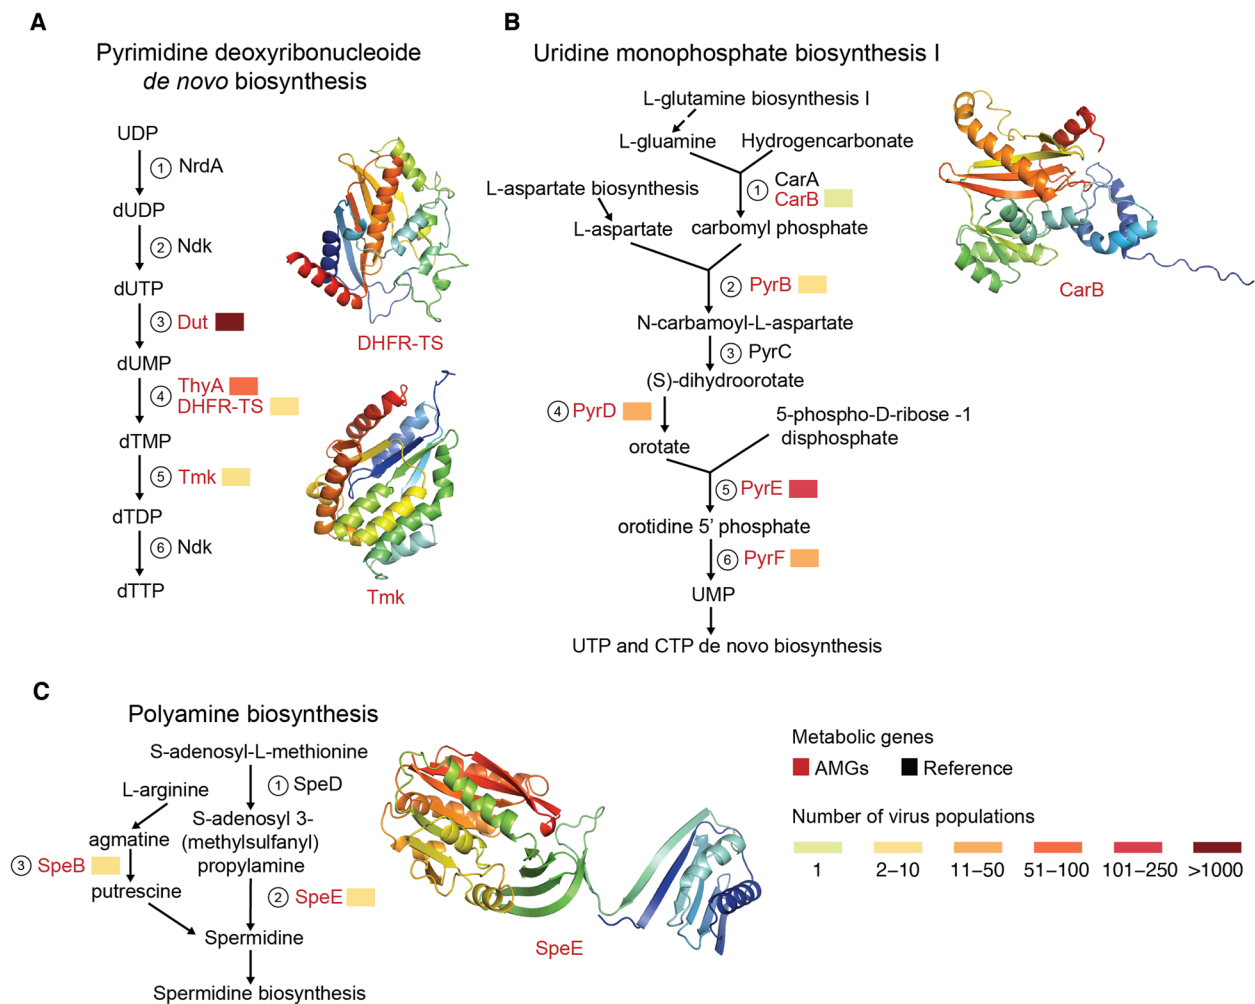 A
Pyrimidine deoxyribonucleoide
de novo biosynthesis
UDP
1 NrdA
dUDP
2 Ndk
dUTP
3 Dut
dUMP
4 ThyA
DHFR-TS
dTMP
5 Tmk
dTDP
6 Ndk
dTTP
DHFR-TS
Tmk
B
Uridine monophosphate biosynthesis I
L-glutamine biosynthesis I
L-gluamine
Hydrogencarbonate
1 CarA
CarB
L-aspartate biosynthesis
L-aspartate
carbomyl phosphate
2 PyrB
N-carbamoyl-L-aspartate
3 PyrC
(S)-dihydroorotate
4 PyrD
5-phospho-D-ribose -1
disphosphate
orotate
5 PyrE
orotidine 5’ phosphate
6 PyrF
UMP
UTP and CTP de novo biosynthesis
CarB
C
Polyamine biosynthesis
S-adenosyl-L-methionine
1 SpeD
L-arginine
S-adenosyl 3-
(methylsulfanyl)
propylamine
agmatine
3 SpeB
putrescine
2 SpeE
Spermidine
Spermidine biosynthesis
SpeE
Metabolic genes
AMGs
Reference
Number of virus populations
1
2–10
11–50
51–100
101–250
>1000